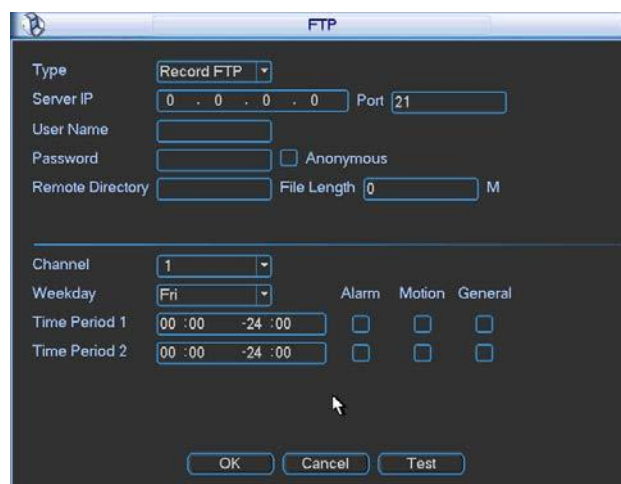 FTP
Type Record FTP
Server IP 0 . 0 . 0 . 0 Port 21
User Name
Password Anonymous
Remote Directory File Length 0 M
Channel 1
Weekday Fri Alarm Motion General
Time Period 1 00 :00 -24 :00
Time Period 2 00 :00 -24 :00
OK Cancel Test